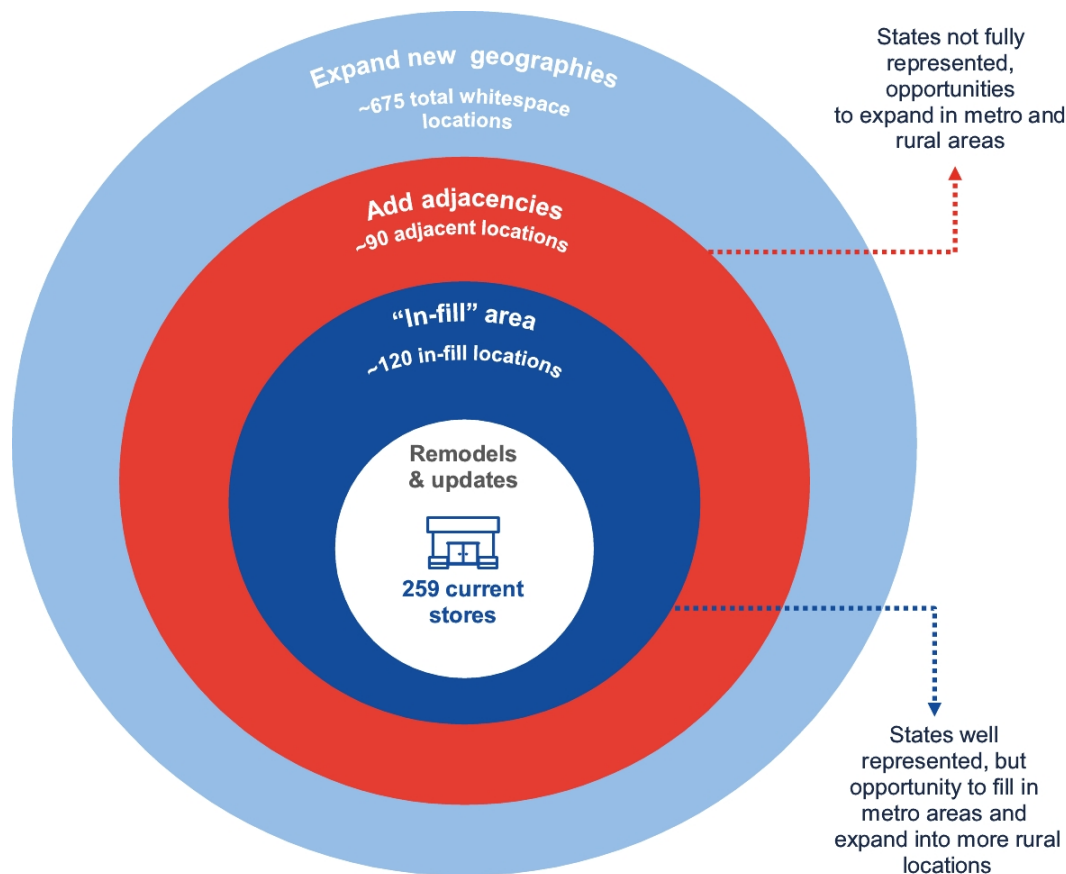 Expand new geographies
~675 total whitespace
locations
Add adjacencies
~90 adjacent locations
“In-fill” area
~120 in-fill locations
Remodels
& updates
259 current
stores
States not fully
represented,
opportunities
to expand in metro and
rural areas
States well
represented, but
opportunity to fill in
metro areas and
expand into more rural
locations